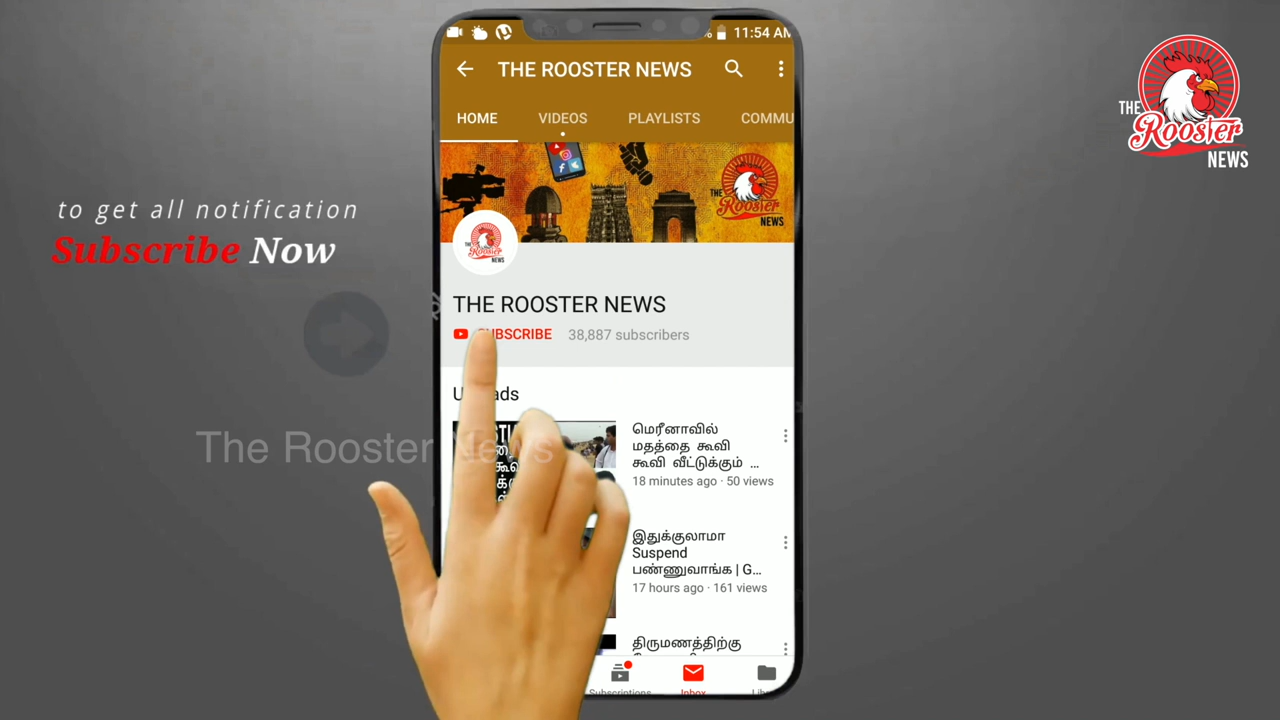 11:54 AM
THE ROOSTER NEWS
HOME VIDEOS PLAYLISTS COMMU
THE
Rooster
NEWS
THE
Rooster
NEWS
to get all notification
Subscribe Now
THE ROOSTER NEWS
SUBSCRIBE 38,887 subscribers
The Rooster News
மெரீனாவில்
மதத்தை கூவி
கூவி வீட்டுக்கும் ...
18 minutes ago · 50 views
இதுக்குலாமா
Suspend
பண்ணுவாங்க | G...
17 hours ago · 161 views
திருமணத்திற்கு
Subscriptions Inbox